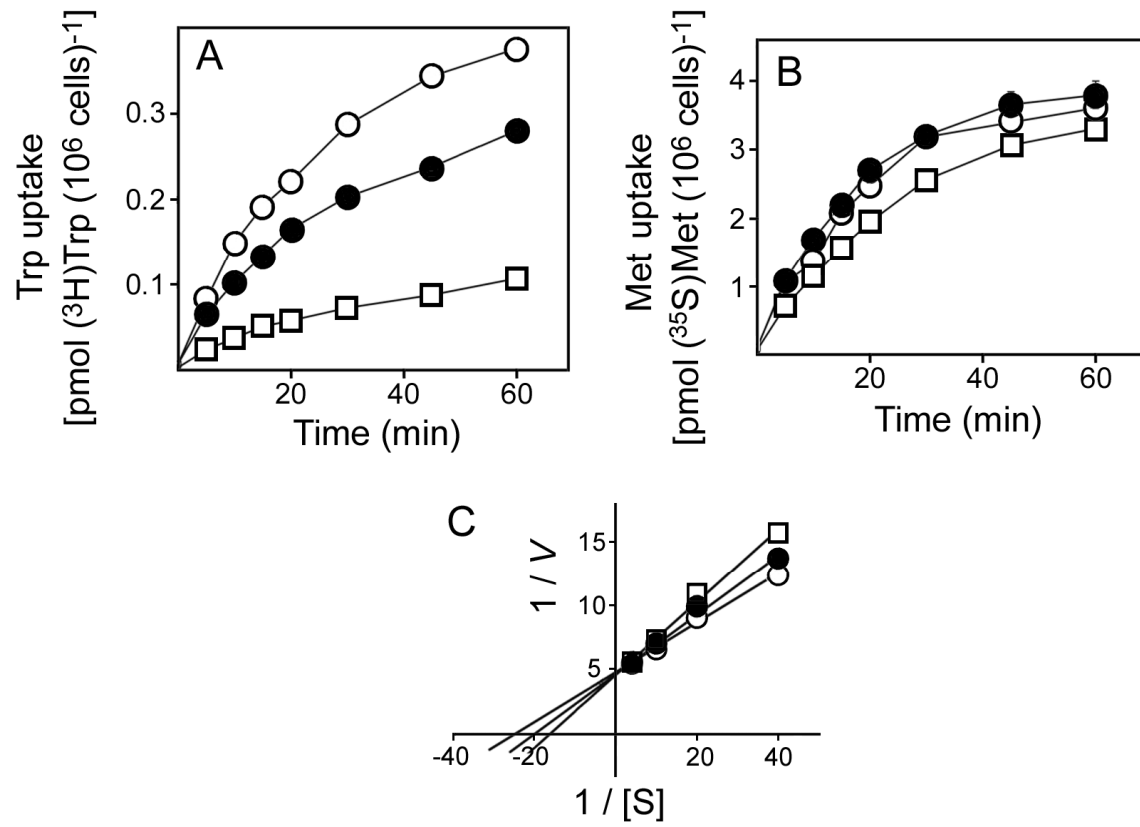 A
Trp uptake
[pmol (³H)Trp (10⁶ cells)⁻¹]
0.3
0.2
0.1
20
40
60
Time (min)
B
Met uptake
[pmol (³⁵S)Met (10⁶ cells)⁻¹]
4
3
2
1
20
40
60
Time (min)
C
1 / V
15
10
5
-40
-20
20
40
1 / [S]